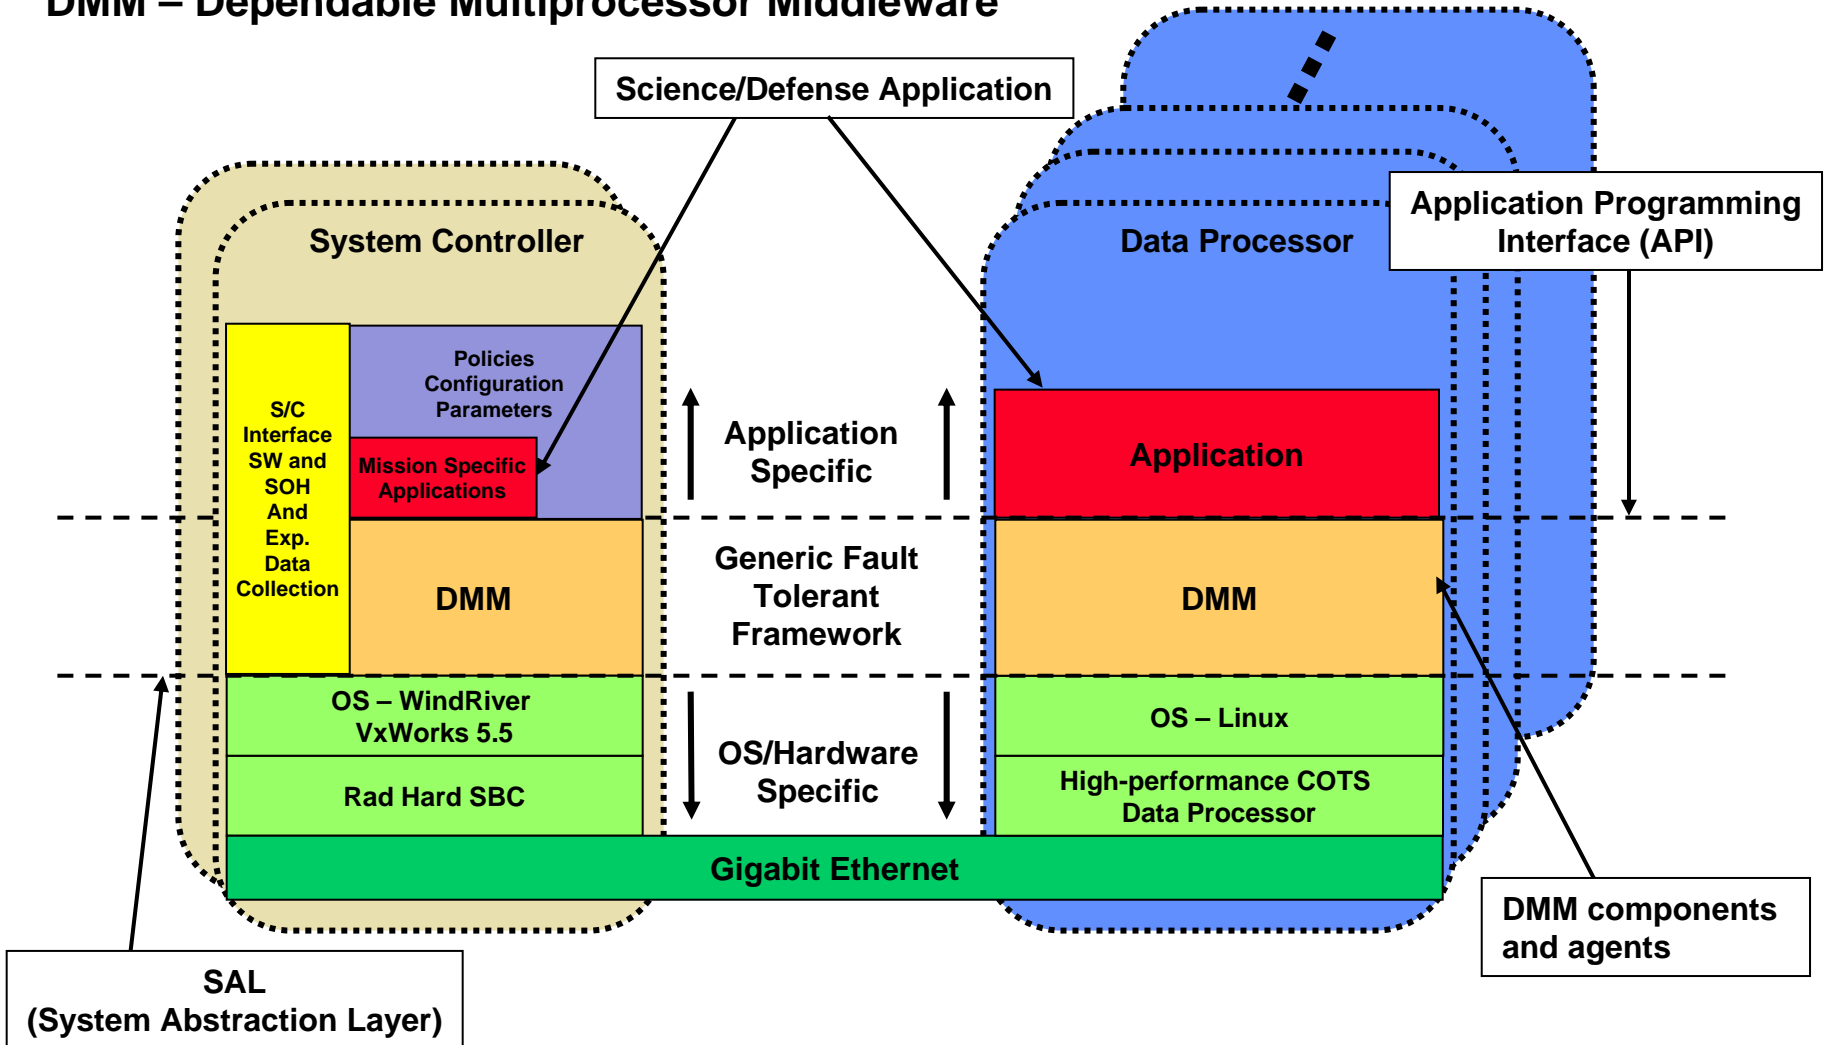 DMM – Dependable Multiprocessor Middleware
Science/Defense Application
Application Programming
Interface (API)
System Controller
Data Processor
Policies
Configuration
Parameters
S/C
Interface
SW and
SOH
And
Exp.
Data
Collection
Mission Specific
Applications
Application
Specific
Application
DMM
Generic Fault
Tolerant
Framework
DMM
OS – WindRiver
VxWorks 5.5
OS – Linux
OS/Hardware
Specific
Rad Hard SBC
High-performance COTS
Data Processor
Gigabit Ethernet
DMM components
and agents
SAL
(System Abstraction Layer)